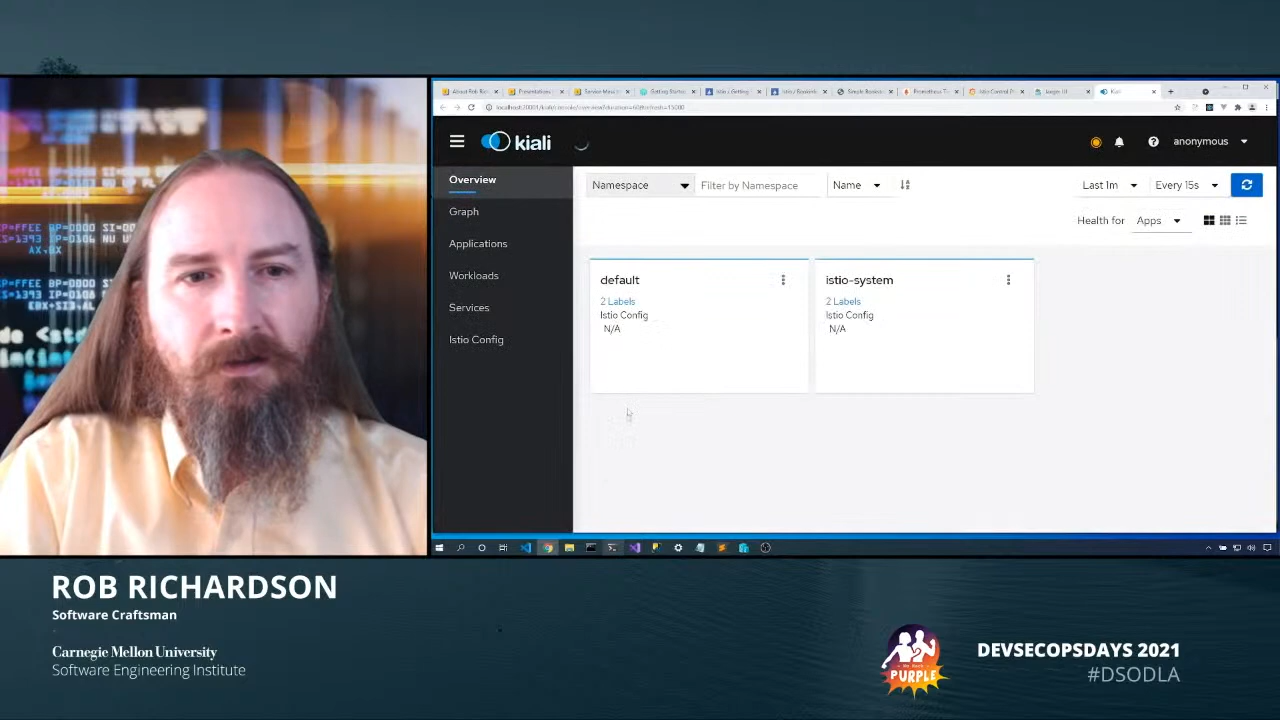 kiali
anonymous
Overview
Graph
Applications
Workloads
Services
Istio Config
Namespace
Filter by Namespace
Name
Last 1m
Every 15s
Health for
Apps
default
2 Labels
Istio Config
N/A
istio-system
2 Labels
Istio Config
N/A
ROB RICHARDSON
Software Craftsman
Carnegie Mellon University
Software Engineering Institute
PURPLE
DEVSECOPSDAYS 2021
#DSODLA